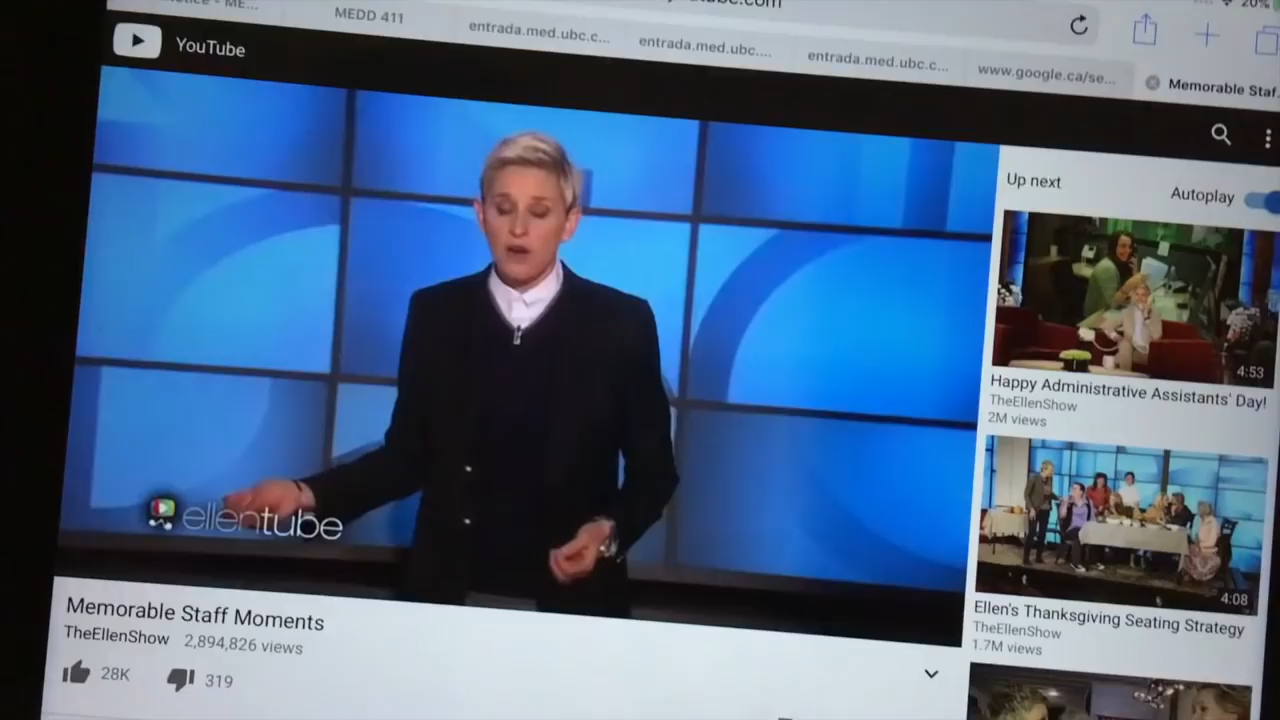 MEDD 411
entrada.med.ubc.c...
entrada.med.ubc....
entrada.med.ubc.c...
www.google.ca/se...
Memorable Staf
20%
YouTube
Up next
Autoplay
4:53
Happy Administrative Assistants' Day!
TheEllenShow
2M views
4:08
Ellen's Thanksgiving Seating Strategy
TheEllenShow
1.7M views
ellentube
Memorable Staff Moments
TheEllenShow 2,894,826 views
28K 319